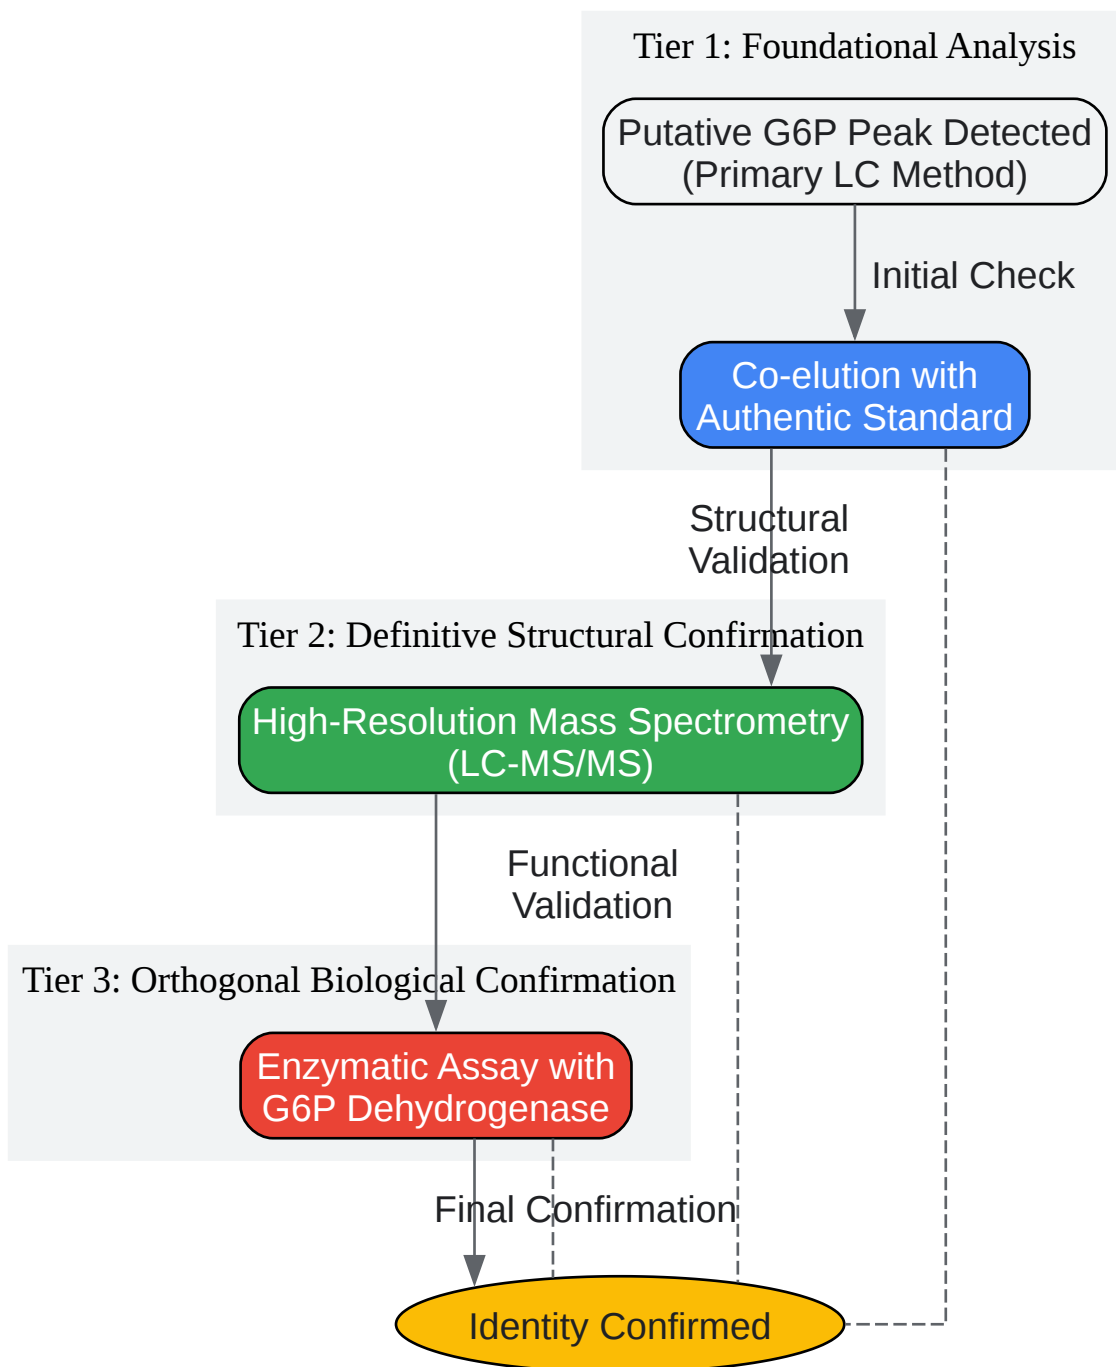 Tier 1: Foundational Analysis
Putative G6P Peak Detected
(Primary LC Method)
Initial Check
Co-elution with
Authentic Standard
Structural
Validation
Tier 2: Definitive Structural Confirmation
High-Resolution Mass Spectrometry
(LC-MS/MS)
Functional
Validation
Tier 3: Orthogonal Biological Confirmation
Enzymatic Assay with
G6P Dehydrogenase
Final Confirmation
Identity Confirmed